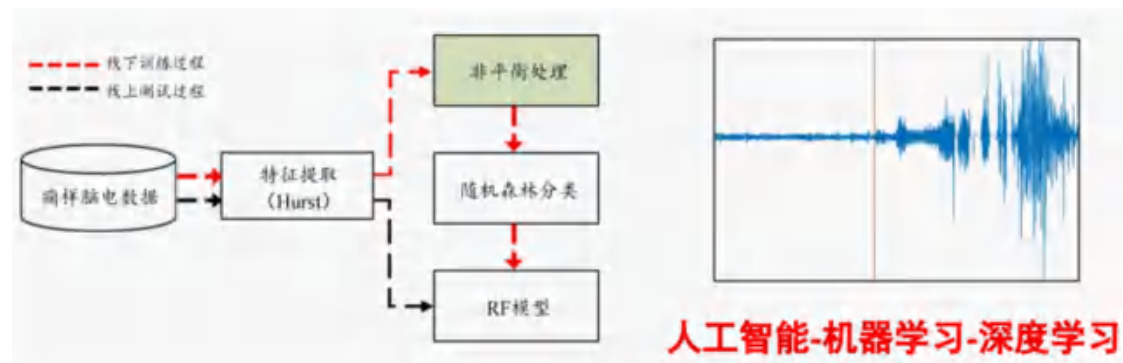 线下训练过程
线上测试过程
痫样脑电数据
特征提取
(Hurst)
非平衡处理
随机森林分类
RF模型
人工智能-机器学习-深度学习